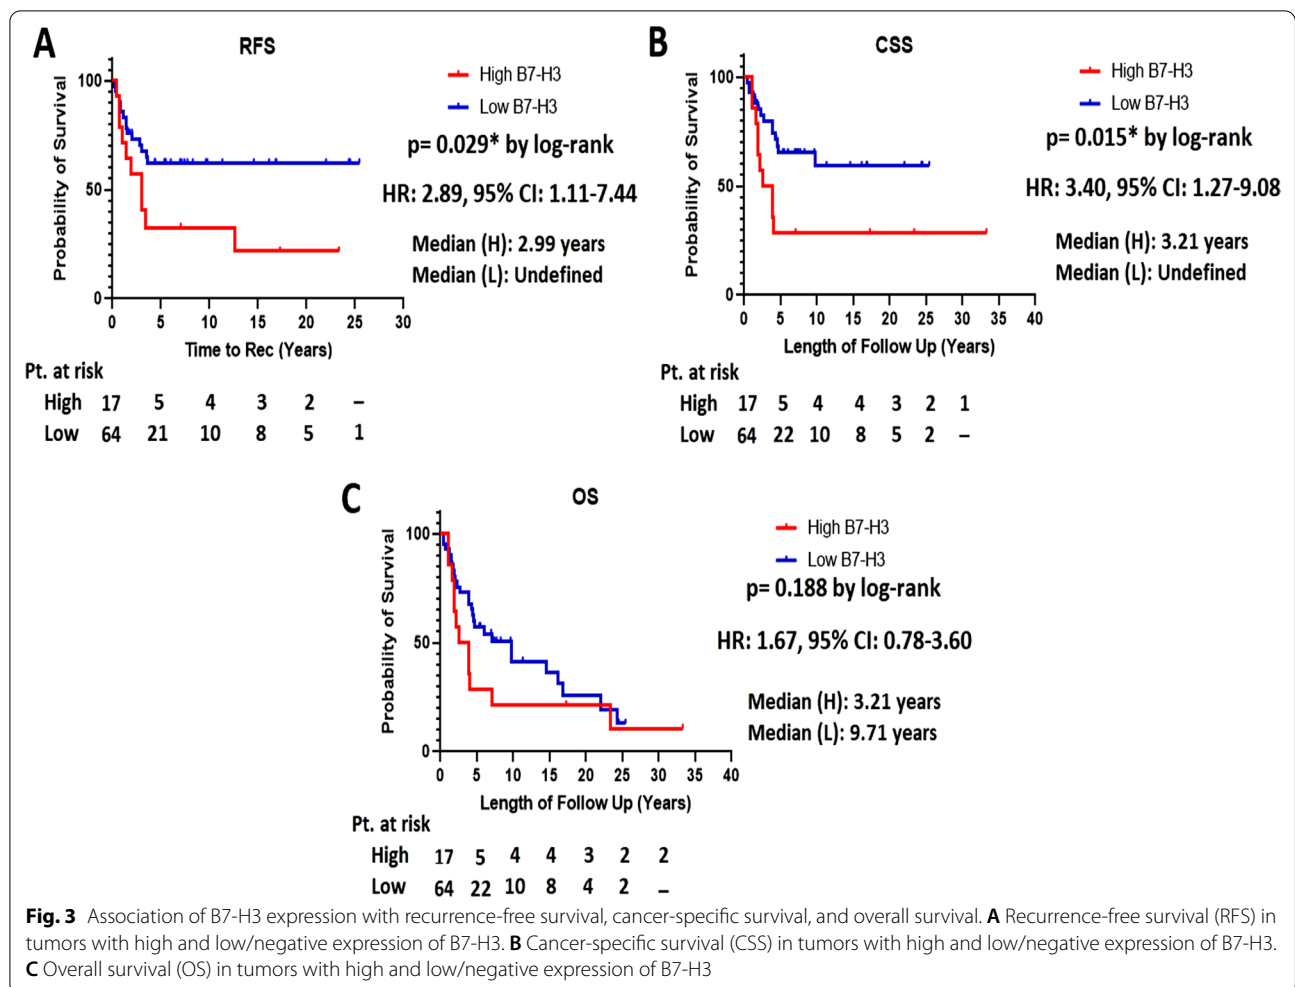 A
RFS
High B7-H3
Low B7-H3
p= 0.029* by log-rank
HR: 2.89, 95% CI: 1.11-7.44
Median (H): 2.99 years
Median (L): Undefined
Probability of Survival
100
50
0
0 5 10 15 20 25 30
Time to Rec (Years)
Pt. at risk
High 17 5 4 3 2 –
Low 64 21 10 8 5 1
B
CSS
High B7-H3
Low B7-H3
p= 0.015* by log-rank
HR: 3.40, 95% CI: 1.27-9.08
Median (H): 3.21 years
Median (L): Undefined
Probability of Survival
100
50
0
0 5 10 15 20 25 30 35 40
Length of Follow Up (Years)
Pt. at risk
High 17 5 4 4 3 2 1
Low 64 22 10 8 5 2 –
C
OS
High B7-H3
Low B7-H3
p= 0.188 by log-rank
HR: 1.67, 95% CI: 0.78-3.60
Median (H): 3.21 years
Median (L): 9.71 years
Probability of Survival
100
50
0
0 5 10 15 20 25 30 35 40
Length of Follow Up (Years)
Pt. at risk
High 17 5 4 4 3 2 2
Low 64 22 10 8 4 2 –
Fig. 3 Association of B7-H3 expression with recurrence-free survival, cancer-specific survival, and overall survival. A Recurrence-free survival (RFS) in
tumors with high and low/negative expression of B7-H3. B Cancer-specific survival (CSS) in tumors with high and low/negative expression of B7-H3.
C Overall survival (OS) in tumors with high and low/negative expression of B7-H3